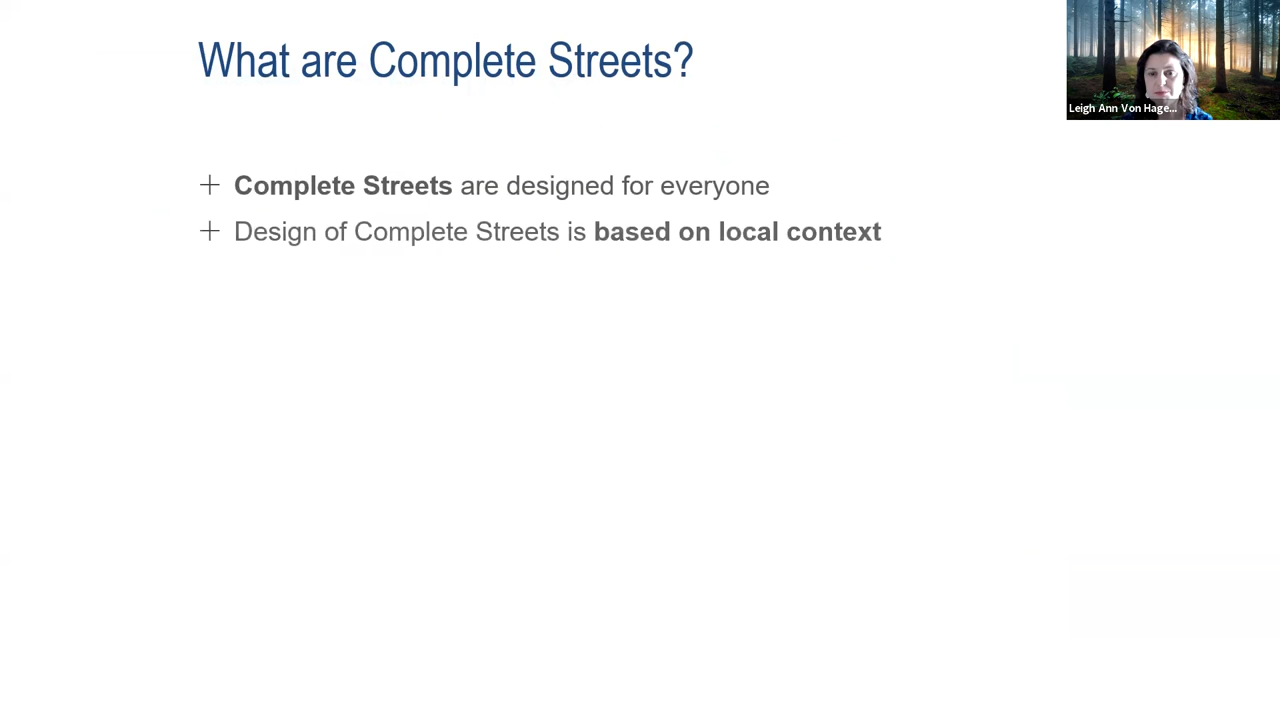 What are Complete Streets?
Leigh Ann Von Hage...
+ Complete Streets are designed for everyone
+ Design of Complete Streets is based on local context